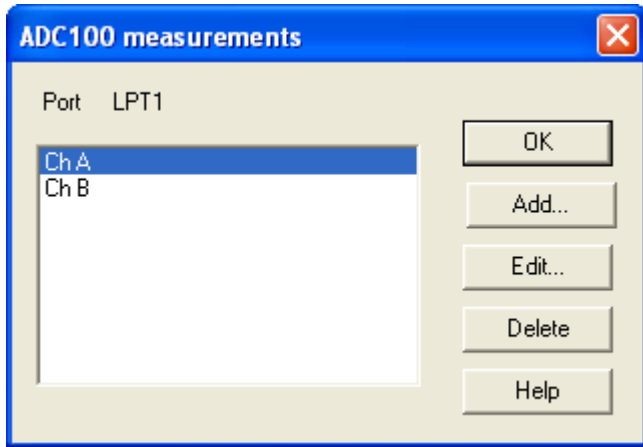 ADC100 measurements
Port LPT1
Ch A
Ch B
OK
Add...
Edit...
Delete
Help